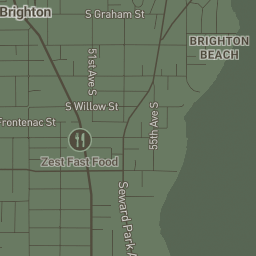 Brighton
S Graham St
51st Ave S
BRIGHTON
BEACH
S Willow St
Frontenac St
55th Ave S
Zest Fast Food
Seward Park A